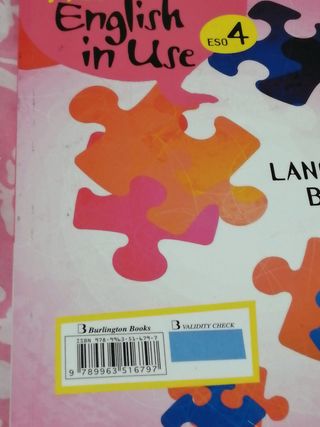 English
in Use
ESO 4
LAN
B
B Burlington Books
B VALIDITY CHECK
ISBN 978-9963-51-679-7
9 789963 516797